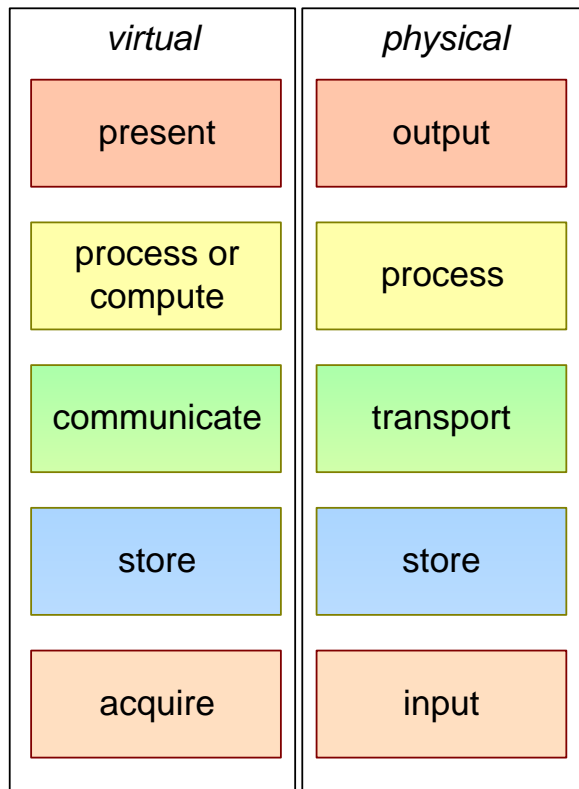 virtual
present
process or
compute
communicate
store
acquire
physical
output
process
transport
store
input